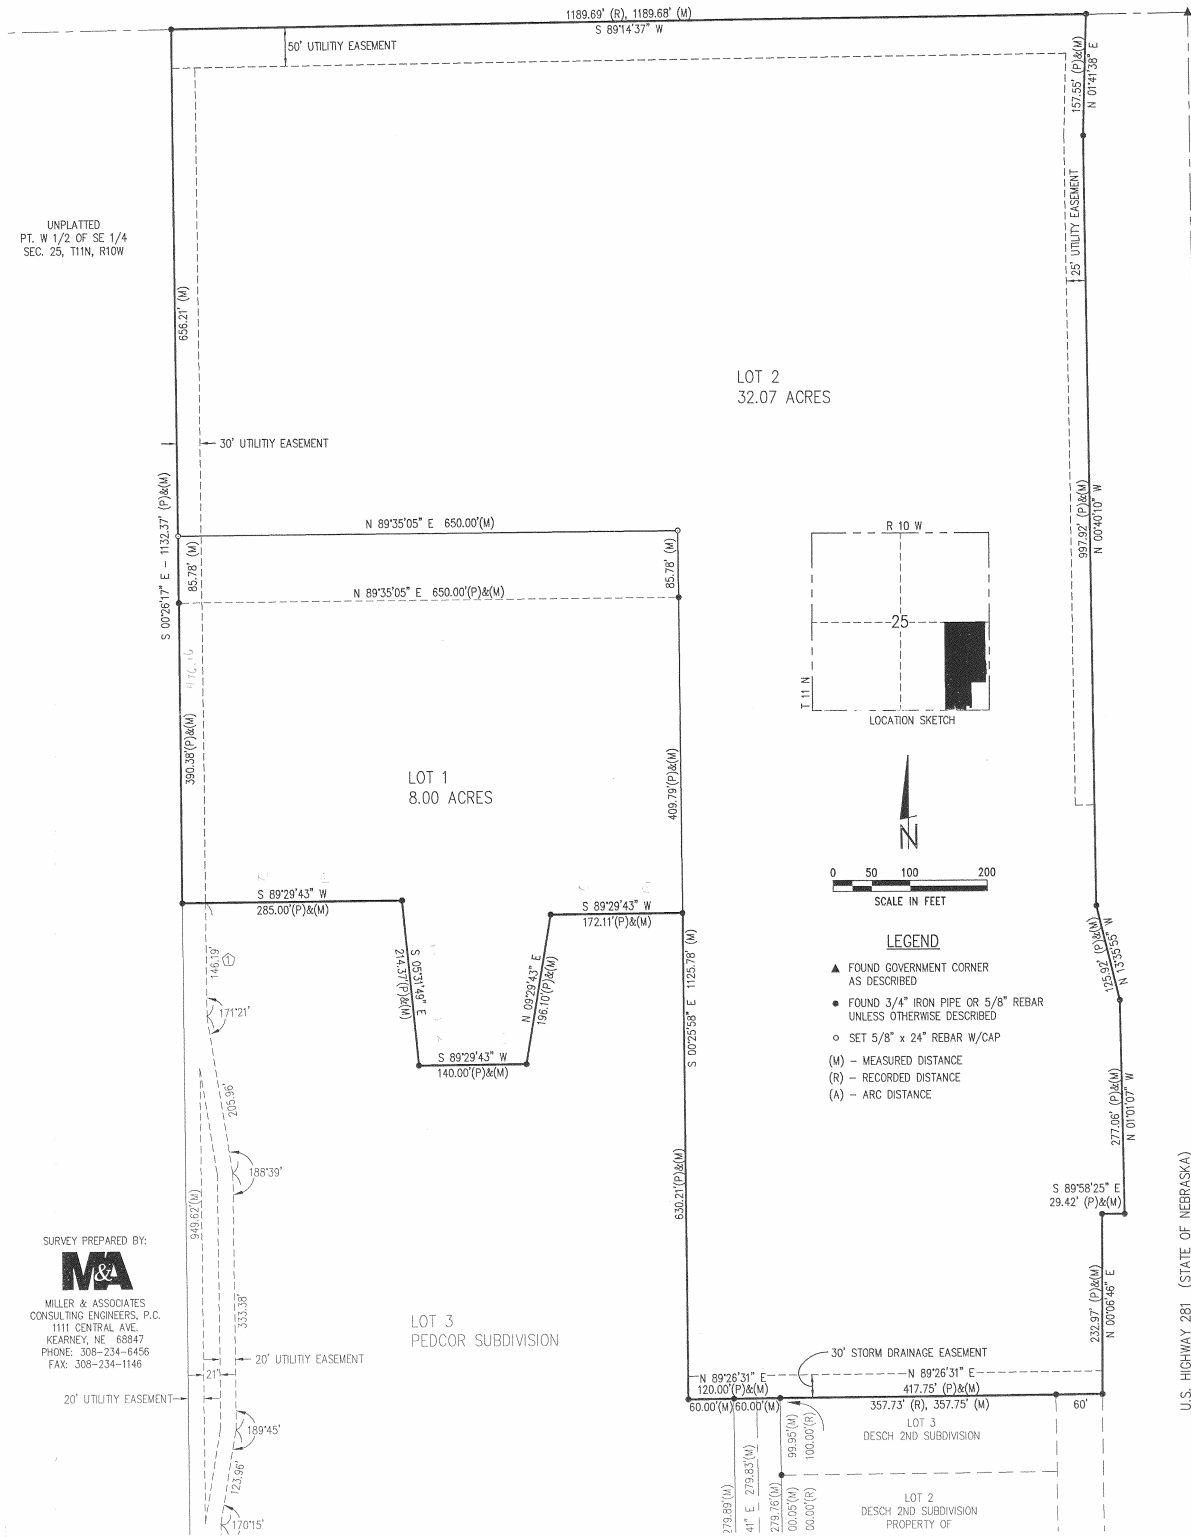 1189.69' (R), 1189.68' (M)
S 89°14'37" W
50' UTILITIY EASEMENT
157.55' (P)&(M)
N 01°41'38" E
25' UTILITY EASEMENT
UNPLATTED
PT. W 1/2 OF SE 1/4
SEC. 25, T11N, R10W
656.21' (M)
LOT 2
32.07 ACRES
30' UTILITIY EASEMENT
S 00°26'17" E - 1132.37' (P)&(M)
997.92' (P)&(M)
N 00°40'10" W
N 89°35'05" E 650.00'(M)
85.78' (M)
85.78' (M)
N 89°35'05" E 650.00'(P)&(M)
R 10 W
25
T 11 N
LOCATION SKETCH
476.16
390.38'(P)&(M)
LOT 1
8.00 ACRES
409.79'(P)&(M)
N
0 50 100 200
SCALE IN FEET
S 89°29'43" W
285.00'(P)&(M)
S 89°29'43" W
172.11'(P)&(M)
S 05°31'49" E
214.37'(P)&(M)
N 09°29'43" E
196.10'(P)&(M)
S 89°29'43" W
140.00'(P)&(M)
S 00°25'58" E 1125.78' (M)
630.21'(P)&(M)
125.92' (P)&(M)
N 13°35'55" W
LEGEND
FOUND GOVERNMENT CORNER
AS DESCRIBED
FOUND 3/4" IRON PIPE OR 5/8" REBAR
UNLESS OTHERWISE DESCRIBED
SET 5/8" x 24" REBAR W/CAP
(M) - MEASURED DISTANCE
(R) - RECORDED DISTANCE
(A) - ARC DISTANCE
146.19'
1
171°21'
205.96'
188°39'
949.62'(M)
333.38'
277.06' (P)&(M)
N 01°01'07" W
S 89°58'25" E
29.42' (P)&(M)
232.97' (P)&(M)
N 00°06'46" E
U.S. HIGHWAY 281 (STATE OF NEBRASKA)
SURVEY PREPARED BY:
M&A
MILLER & ASSOCIATES
CONSULTING ENGINEERS, P.C.
1111 CENTRAL AVE.
KEARNEY, NE 68847
PHONE: 308-234-6456
FAX: 308-234-1146
LOT 3
PEDCOR SUBDIVISION
20' UTILITY EASEMENT
21'
20' UTILITY EASEMENT
189°45'
123.96'
170°15'
30' STORM DRAINAGE EASEMENT
N 89°26'31" E
120.00'(P)&(M)
60.00'(M)
60.00'(M)
N 89°26'31" E
417.75' (P)&(M)
357.73' (R), 357.75' (M)
60'
LOT 3
DESCH 2ND SUBDIVISION
99.95'(M)
100.00'(R)
279.89'(M)
41" E 279.83'(M)
279.76'(M)
00.05'(M)
00.00'(R)
LOT 2
DESCH 2ND SUBDIVISION
PROPERTY OF